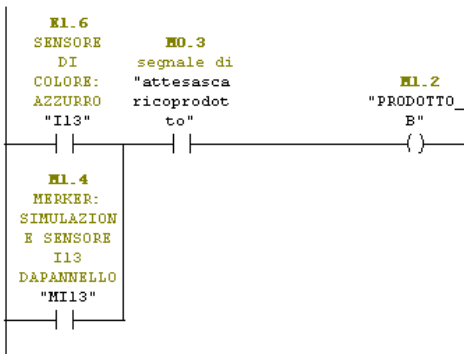 E1.6
SENSORE
DI
COLORE:
AZZURRO
"I13"
M0.3
segnale di
"attesasca
ricoprodot
to"
M1.2
"PRODOTTO_
B"
M1.4
MERKER:
SIMULAZION
E SENSORE
I13
DAPANNELLO
"MI13"